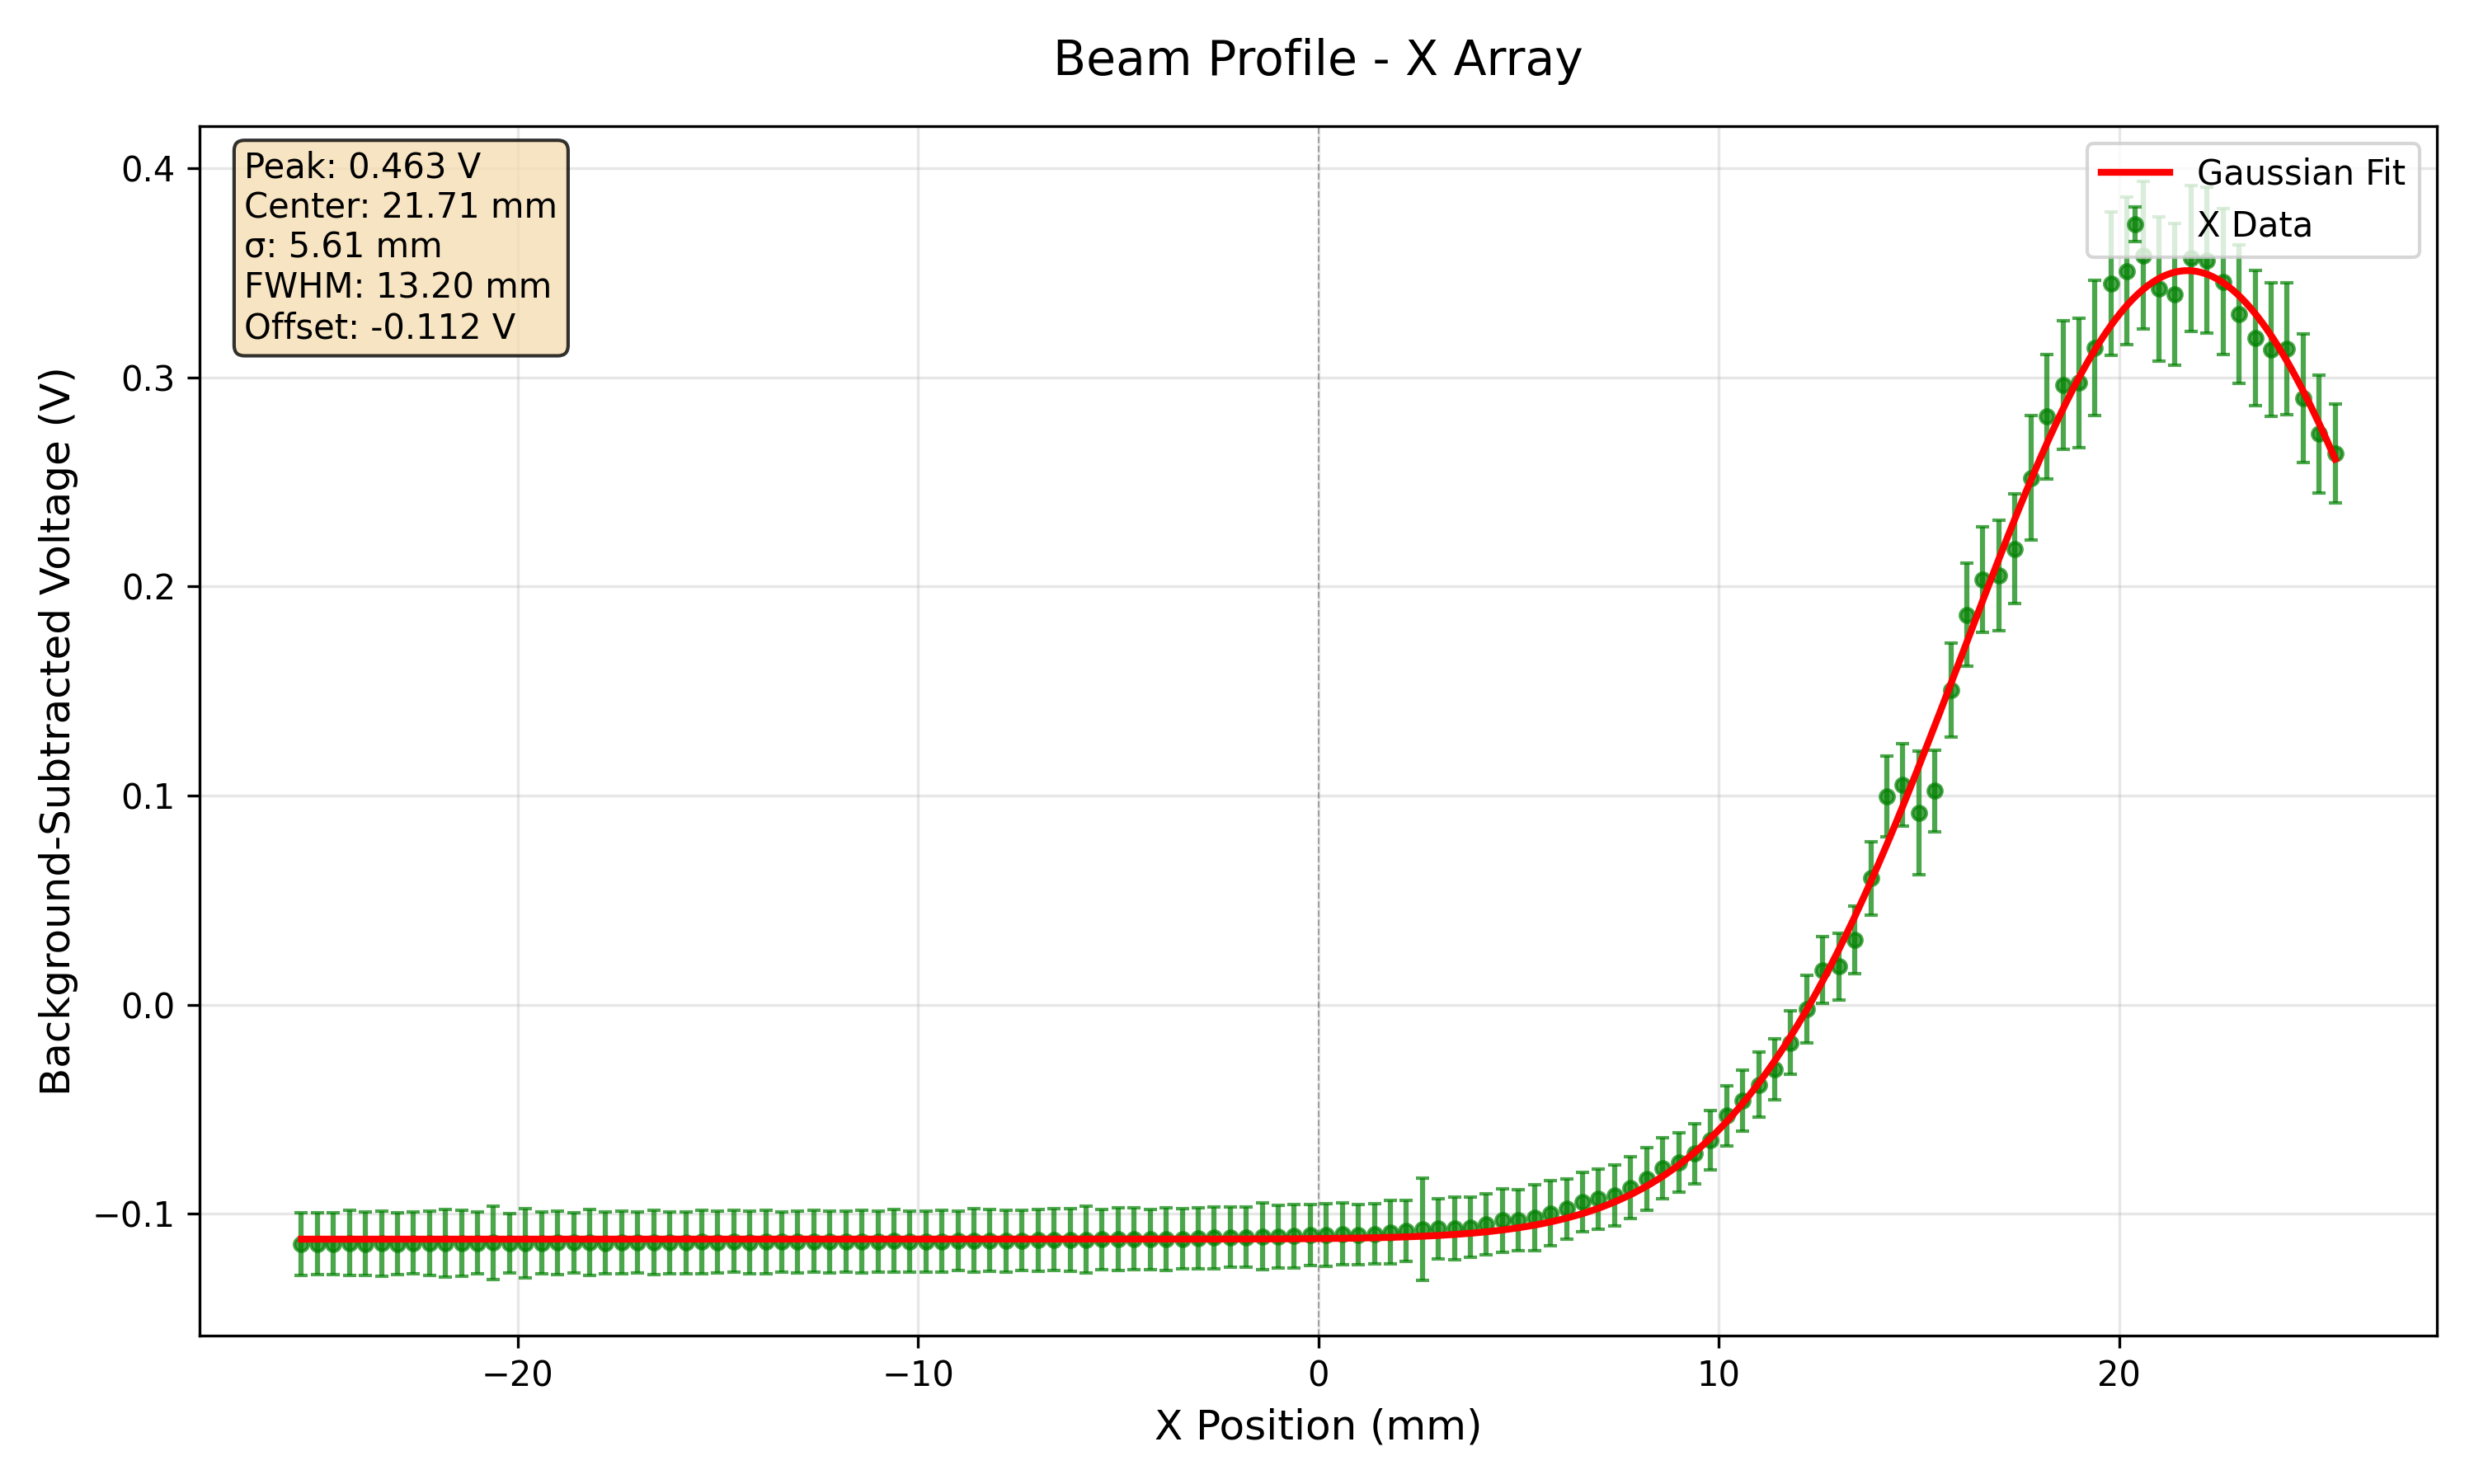 Beam Profile - X Array
Peak: 0.463 V
Center: 21.71 mm
σ: 5.61 mm
FWHM: 13.20 mm
Offset: -0.112 V
Gaussian Fit
X Data
Background-Subtracted Voltage (V)
0.4
0.3
0.2
0.1
0.0
−0.1
−20
−10
0
10
20
X Position (mm)